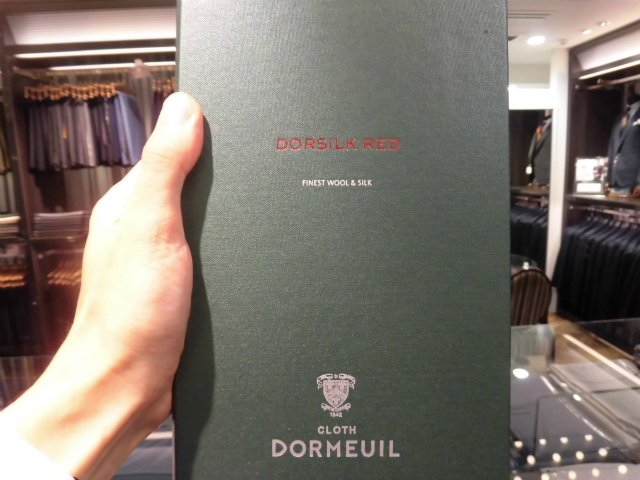 DORSILK RED
FINEST WOOL & SILK
1842
CLOTH
DORMEUIL